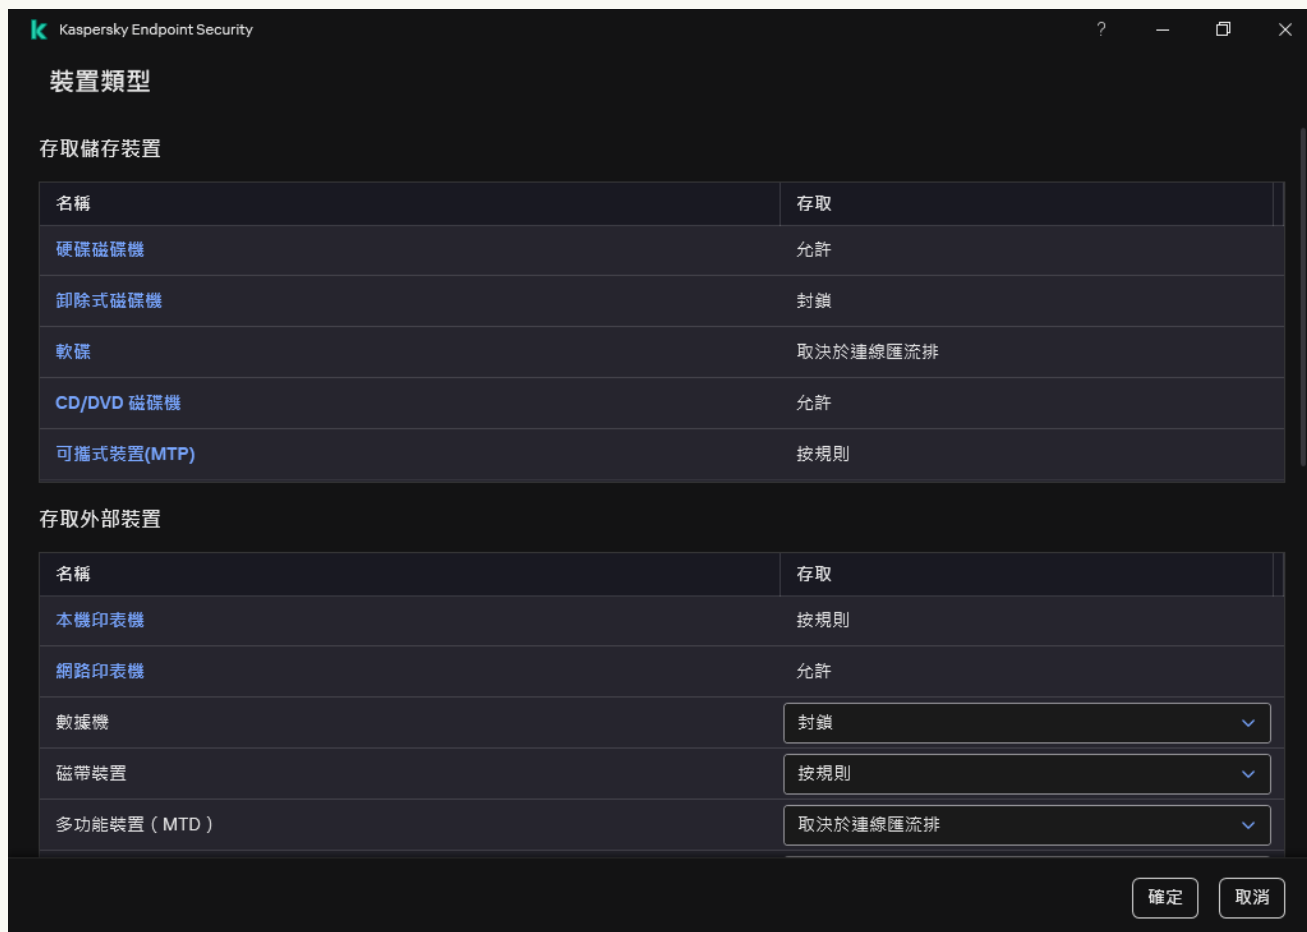 Kaspersky Endpoint Security
裝置類型
存取儲存裝置
名稱 存取
硬碟磁碟機 允許
卸除式磁碟機 封鎖
軟碟 取決於連線匯流排
CD/DVD 磁碟機 允許
可攜式裝置(MTP) 按規則
存取外部裝置
名稱 存取
本機印表機 按規則
網路印表機 允許
數據機 封鎖
磁帶裝置 按規則
多功能裝置（MTD） 取決於連線匯流排
確定 取消